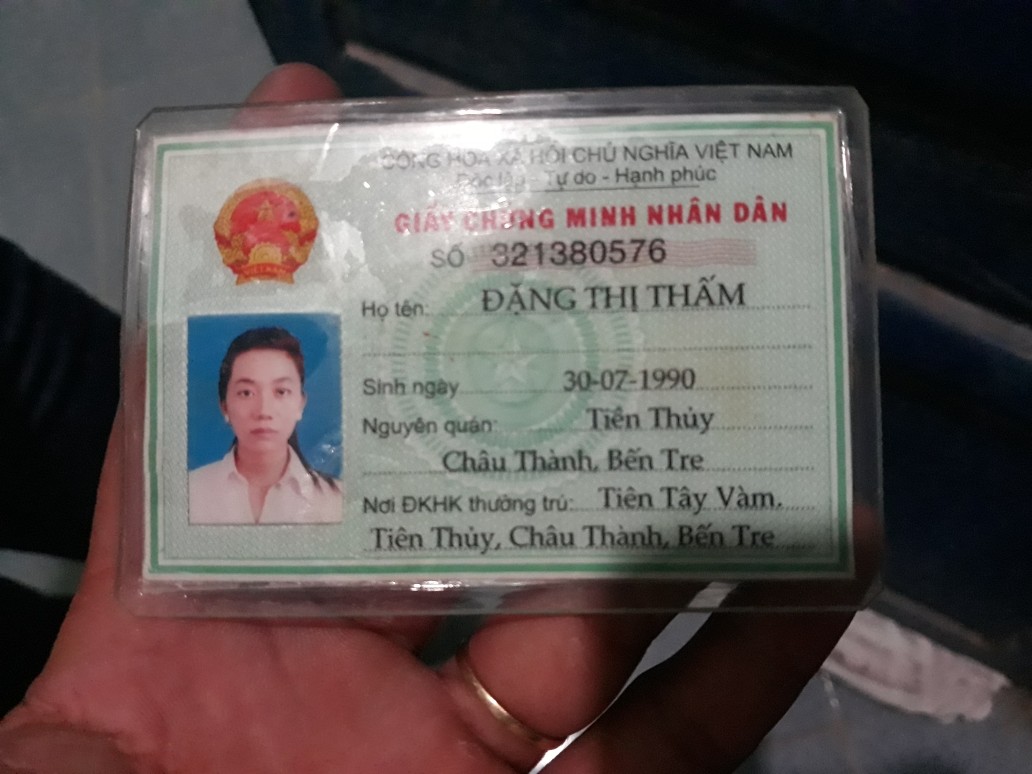 CỘNG HÒA XÃ HỘI CHỦ NGHĨA VIỆT NAM
Độc lập - Tự do - Hạnh phúc
GIẤY CHỨNG MINH NHÂN DÂN
SỐ 321380576
Họ tên: ĐẶNG THỊ THẤM
Sinh ngày 30-07-1990
Nguyên quán: Tiên Thủy
Châu Thành, Bến Tre
Nơi ĐKHK thường trú: Tiên Tây Vàm.
Tiên Thủy, Châu Thành, Bến Tre